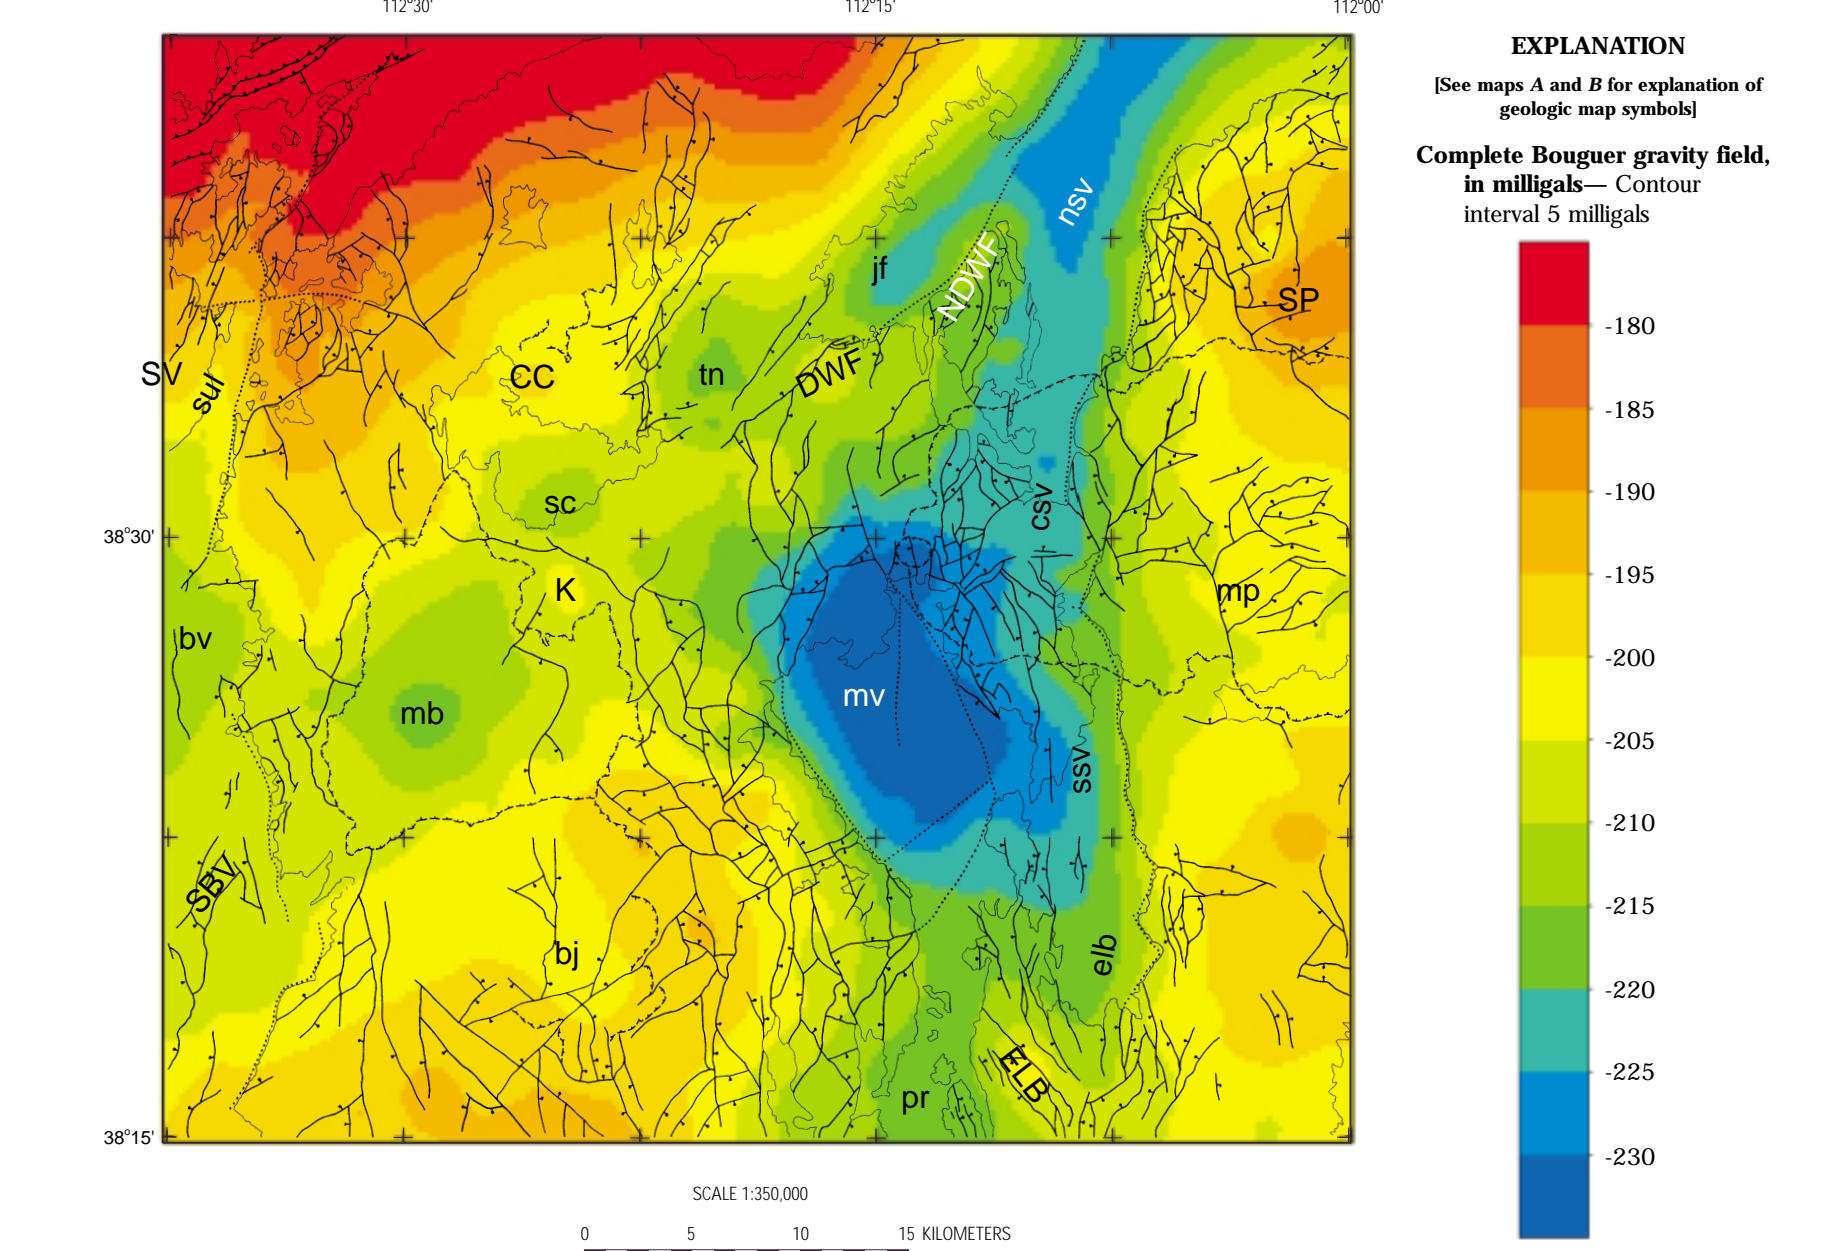 112°30'
112°15'
112°00'
EXPLANATION
[See maps A and B for explanation of
geologic map symbols]
Complete Bouguer gravity field,
in milligals— Contour
interval 5 milligals
nsv
jf
NDWF
SP
-180
SV
sul
CC
tn
DWF
-185
-190
sc
csv
38°30'
-195
K
mp
bv
-200
mv
mb
-205
ssv
-210
SBV
-215
bj
elb
-220
ELB
pr
-225
38°15'
-230
SCALE 1:350,000
0 5 10 15 KILOMETERS